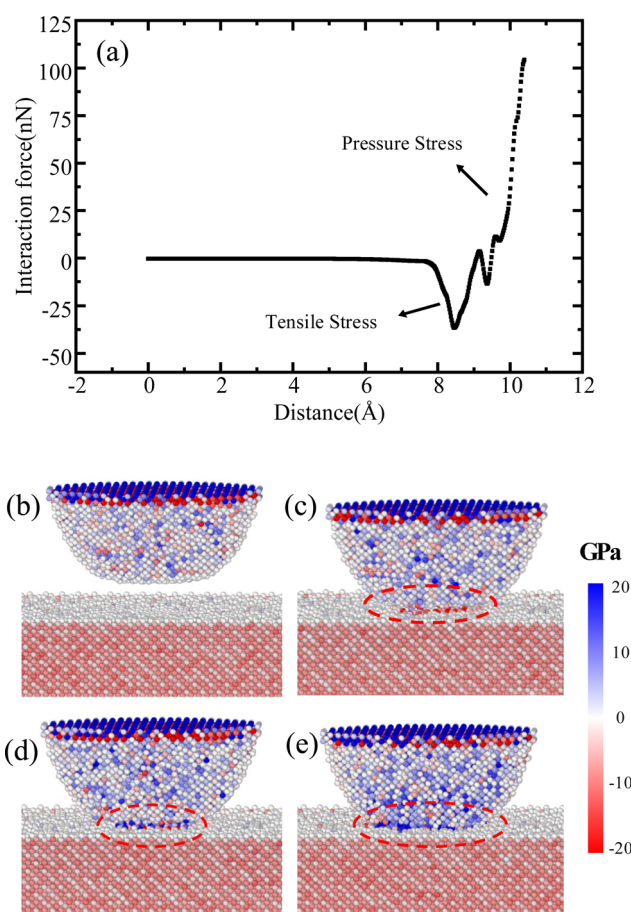 (a)
125
100
75
50
25
0
-25
-50
Interaction force(nN)
Pressure Stress
Tensile Stress
-2 0 2 4 6 8 10 12
Distance(Å)
(b)
(c)
GPa
20
10
0
-10
-20
(d)
(e)